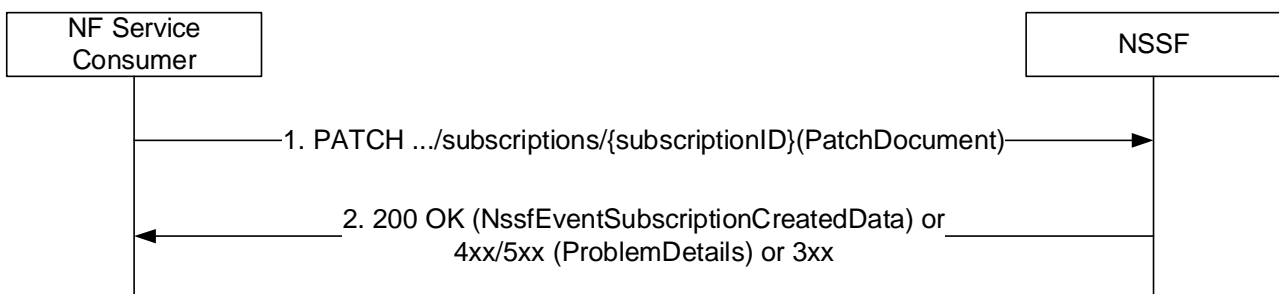 NF Service
Consumer
NSSF
1. PATCH .../subscriptions/{subscriptionID}(PatchDocument)
2. 200 OK (NssfEventSubscriptionCreatedData) or
4xx/5xx (ProblemDetails) or 3xx